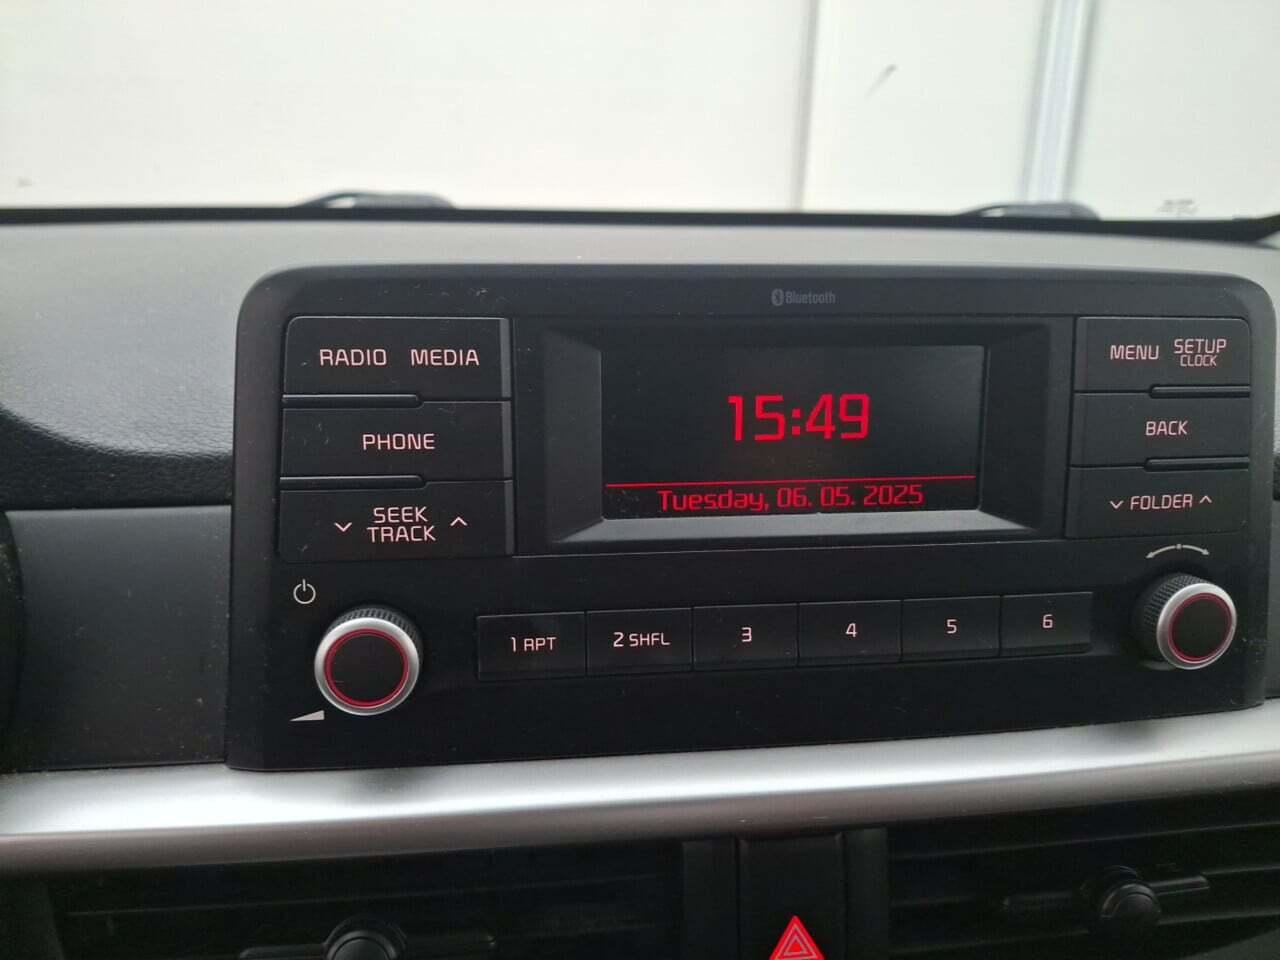 Bluetooth
RADIO MEDIA
PHONE
SEEK
TRACK
15:49
Tuesday, 06. 05. 2025
MENU SETUP
CLOCK
BACK
FOLDER
1 RPT
2 SHFL
3
4
5
6